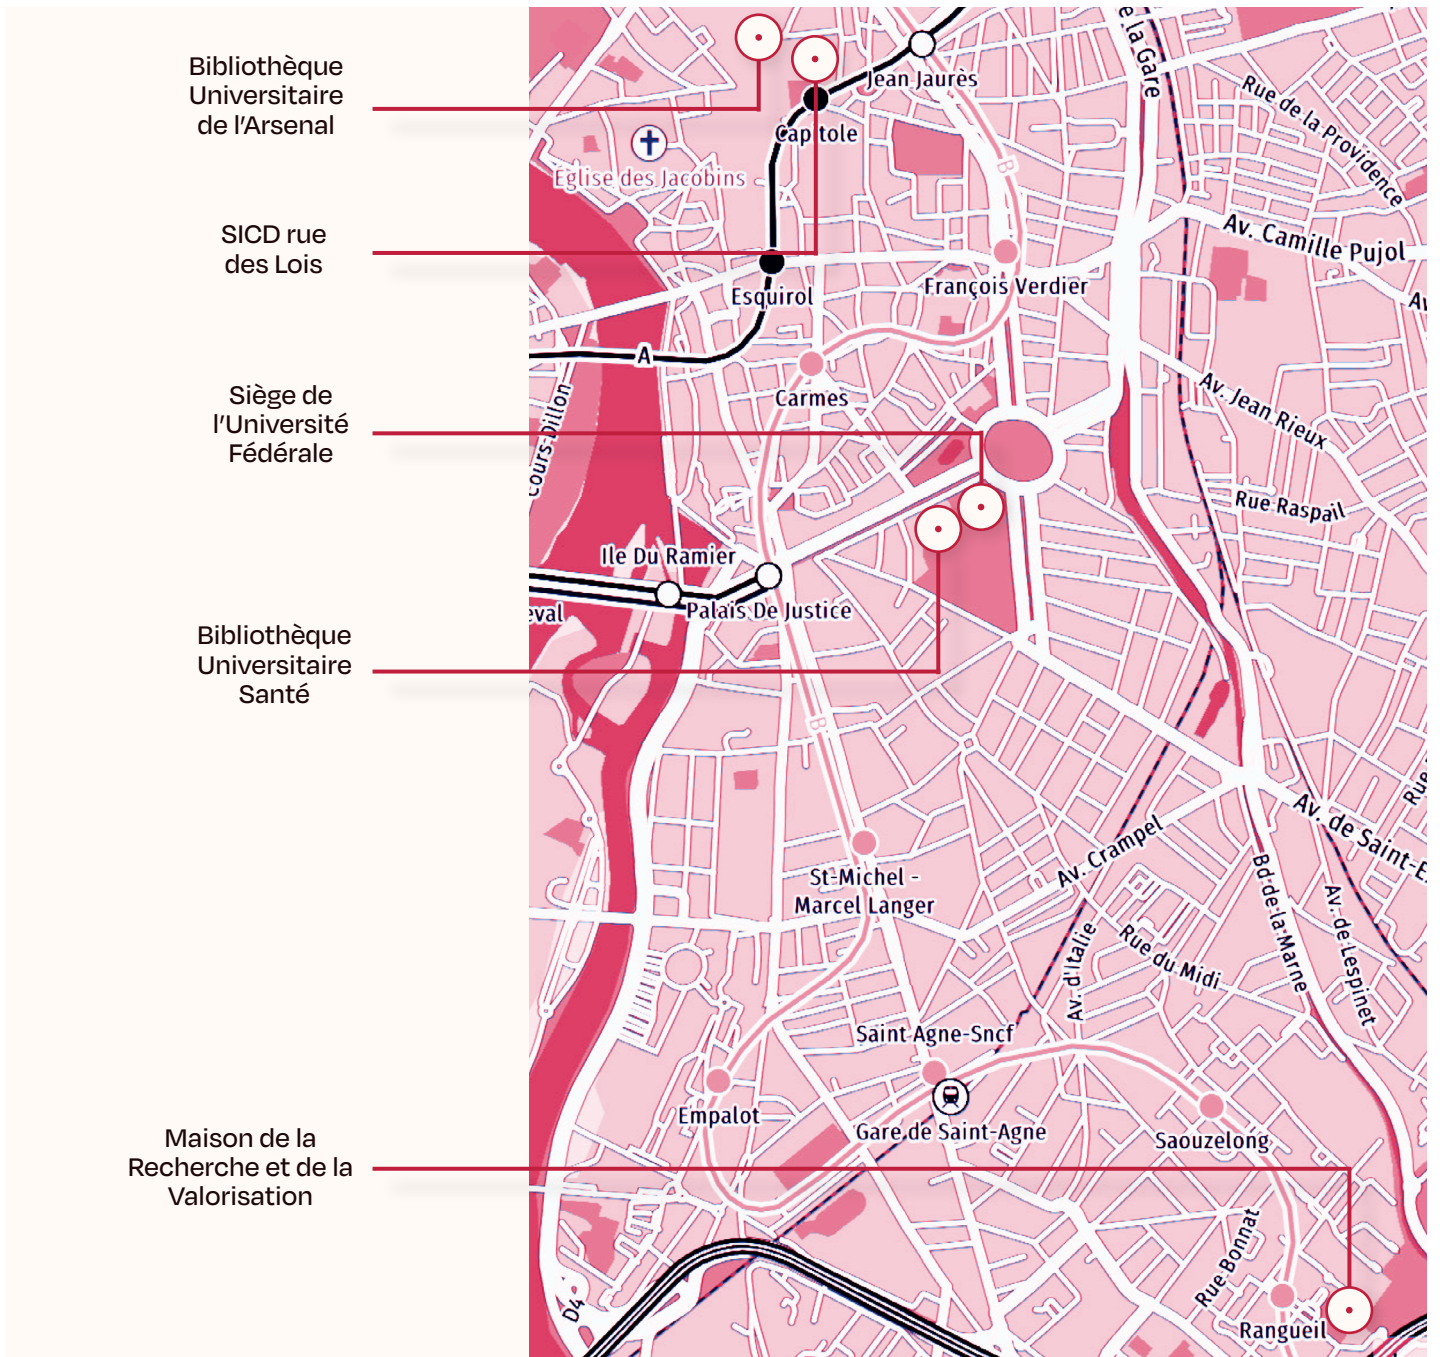 Bibliothèque
Universitaire
de l'Arsenal
SICD rue
des Lois
Siège de
l'Université
Fédérale
Bibliothèque
Universitaire
Santé
Maison de la
Recherche et de la
Valorisation
Jean Jaurès
Capitole
Église des Jacobins
B
e la Gare
Rue de la Providence
Av. Camille Pujol
Av
François Verdier
Esquirol
A
Carmes
Cours Dillon
Av. Jean Rieux
Rue Raspail
Ile Du Ramier
Palais De Justice
eval
B
Rue
Av. de Saint-E
Av. Crampel
St-Michel -
Marcel Langer
Bd de la Marne
Av. de Lespinet
Rue du Midi
Av. d'Italie
Saint Agne-Sncf
Empalot
Gare de Saint-Agne
Saouzelong
Rue Bonnat
Rangueil
D4